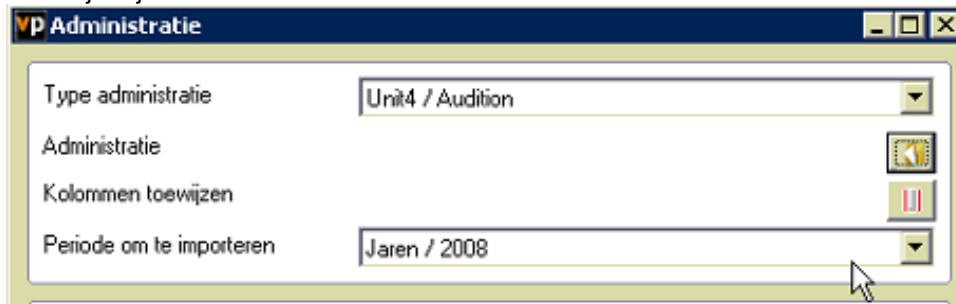 VP Administratie
Type administratie Unit4 / Audition
Administratie
Kolommen toewijzen
Periode om te importeren Jaren / 2008